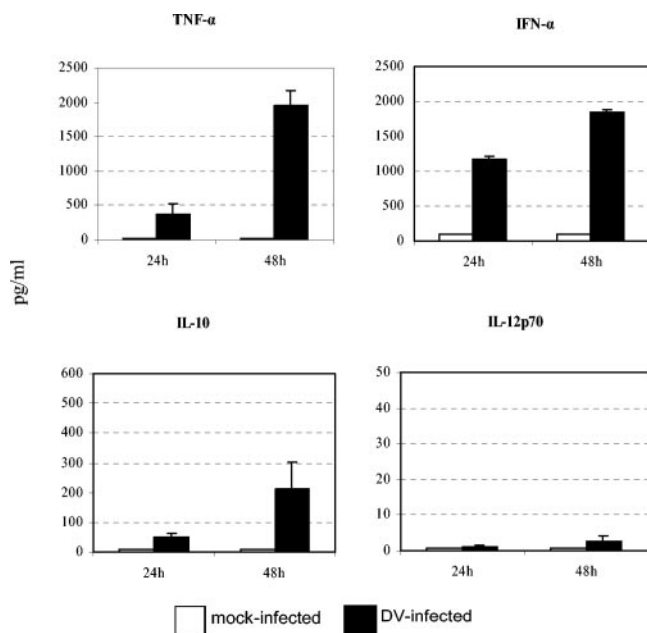 TNF-α
IFN-α
2500
2000
1500
1000
500
0
24h
48h
2500
2000
1500
1000
500
0
24h
48h
pg/ml
IL-10
IL-12p70
600
500
400
300
200
100
0
24h
48h
50
40
30
20
10
0
24h
48h
mock-infected
DV-infected